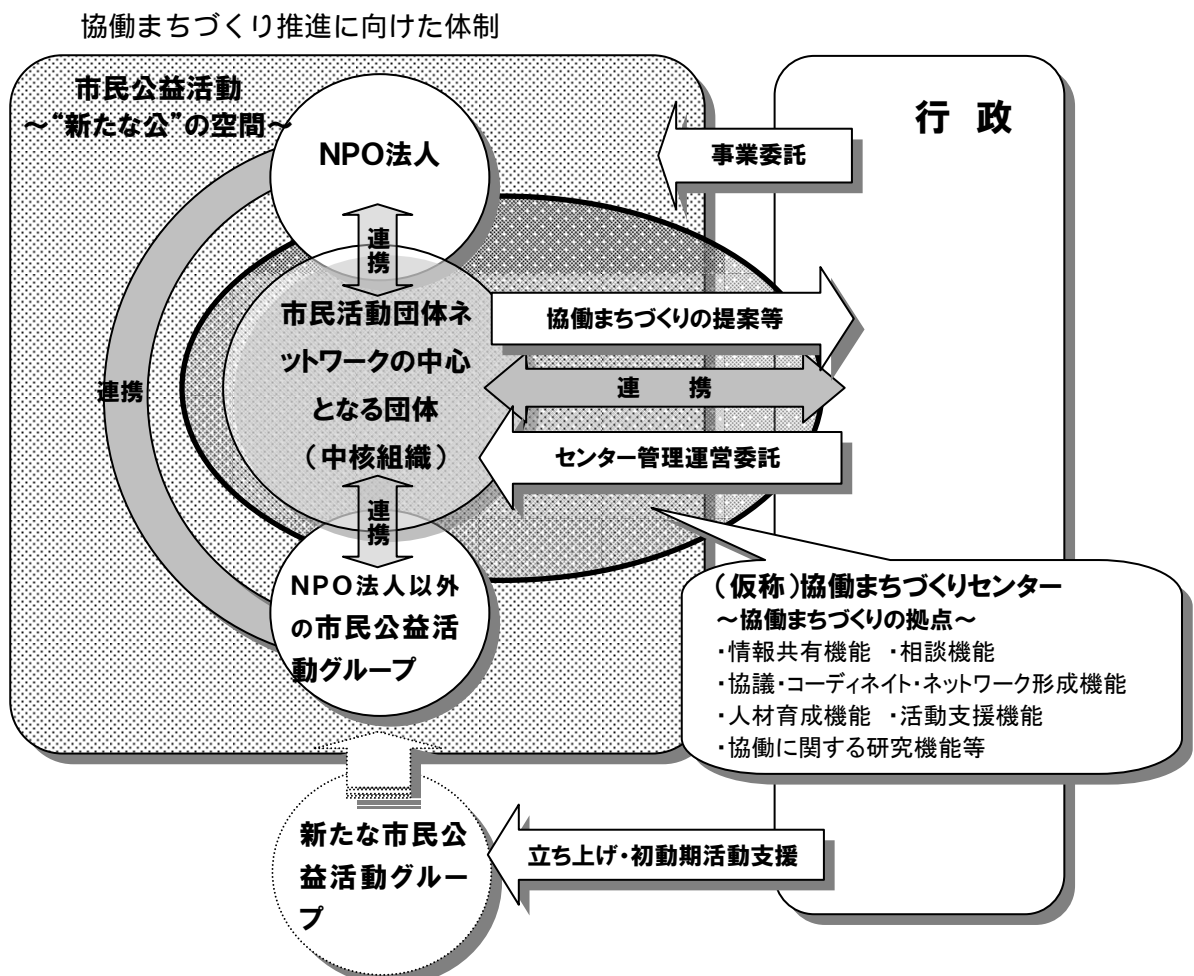 協働まちづくり推進に向けた体制
市民公益活動
～“新たな公”の空間～
行 政
NPO法人
事業委託
連携
市民活動団体ネ
ットワークの中心
となる団体
（中核組織）
協働まちづくりの提案等
連携
連 携
センター管理運営委託
連携
NPO法人以外
の市民公益活
動グループ
（仮称）協働まちづくりセンター
～協働まちづくりの拠点～
・情報共有機能 ・相談機能
・協議・コーディネイト・ネットワーク形成機能
・人材育成機能 ・活動支援機能
・協働に関する研究機能等
新たな市民公
益活動グルー
プ
立ち上げ・初動期活動支援